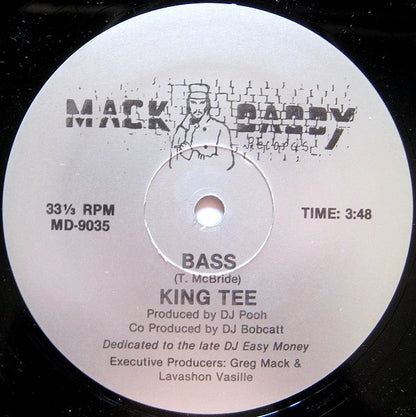 MACK DADDY
RECORDS
33⅓ RPM
MD-9035
TIME: 3:48
BASS
(T. McBride)
KING TEE
Produced by DJ Pooh
Co Produced by DJ Bobcatt
Dedicated to the late DJ Easy Money
Executive Producers: Greg Mack &
Lavashon Vasille